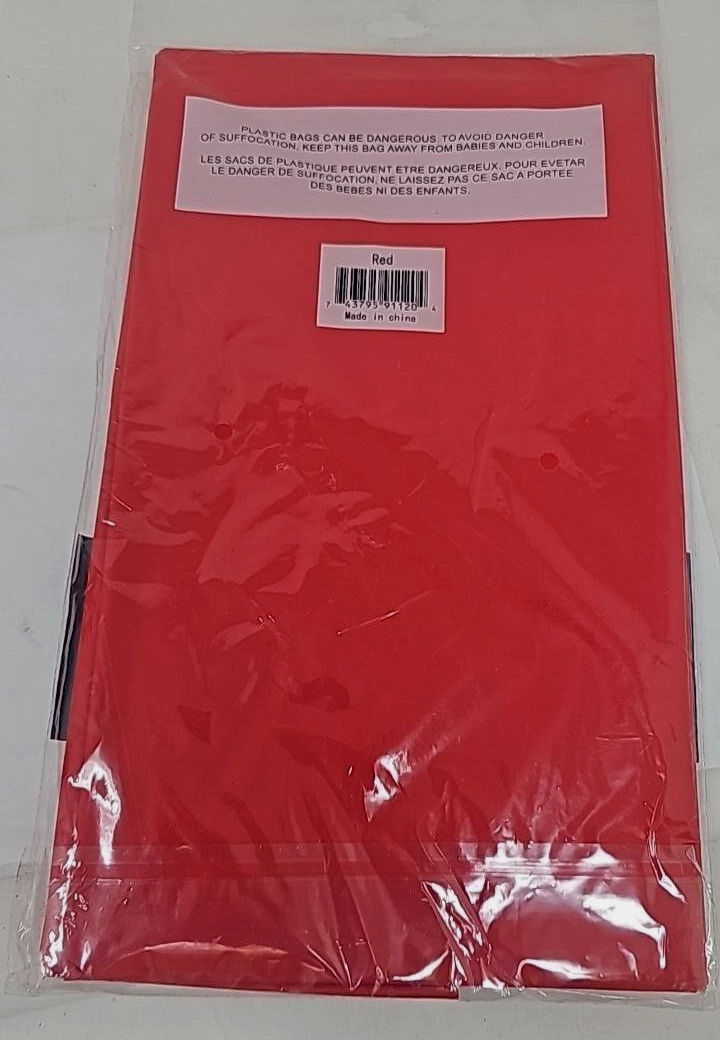 PLASTIC BAGS CAN BE DANGEROUS. TO AVOID DANGER
OF SUFFOCATION, KEEP THIS BAG AWAY FROM BABIES AND CHILDREN.
LES SACS DE PLASTIQUE PEUVENT ETRE DANGEREUX. POUR EVETAR
LE DANGER DE SUFFOCATION, NE LAISSEZ PAS CE SAC A PORTEE
DES BEBES NI DES ENFANTS.
Red
7 43795 91120 4
Made in china